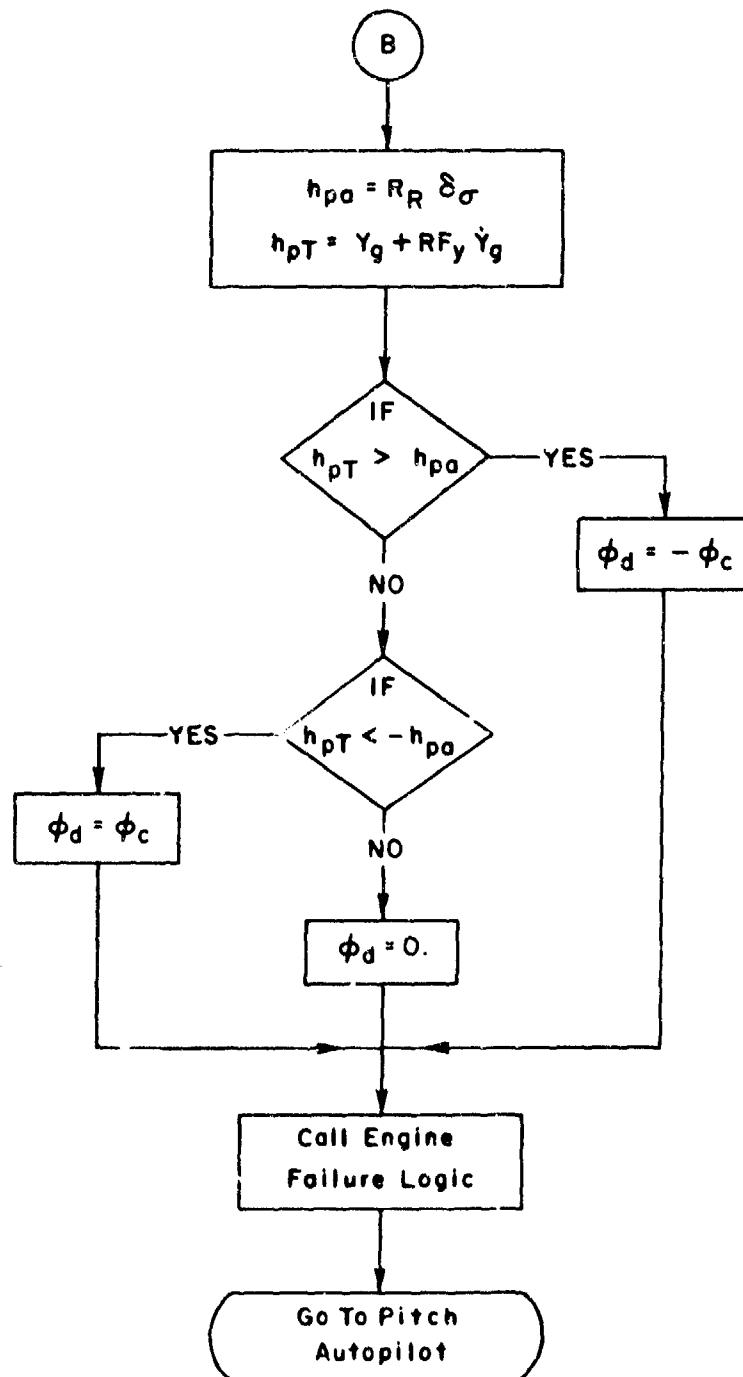 B
h_pa = R_R δ_σ
h_pT = Y_g + RF_y Ẏ_g
IF
h_pT > h_pa
YES
ϕ_d = - ϕ_c
NO
IF
h_pT < -h_pa
YES
ϕ_d = ϕ_c
NO
ϕ_d = 0.
Call Engine
Failure Logic
Go To Pitch
Autopilot